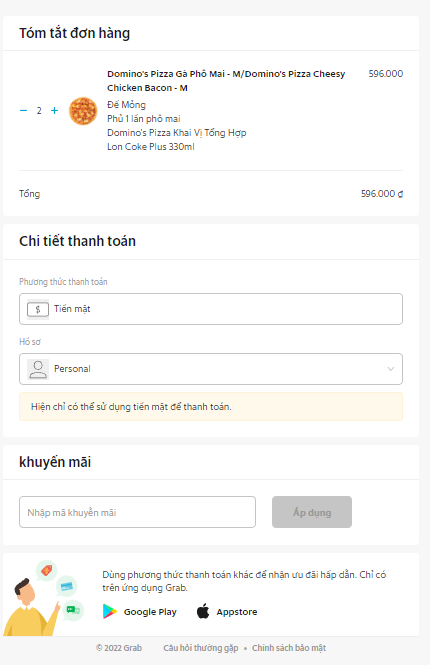 Tóm tắt đơn hàng
Domino's Pizza Gà Phô Mai - M/Domino's Pizza Cheesy 596.000
Chicken Bacon - M
2
Đế Mỏng
Phủ 1 lần phô mai
Domino's Pizza Khai Vị Tổng Hợp
Lon Coke Plus 330ml
Tổng 596.000 ₫
Chi tiết thanh toán
Phương thức thanh toán
Tiền mặt
Hồ sơ
Personal
Hiện chỉ có thể sử dụng tiền mặt để thanh toán.
khuyến mãi
Nhập mã khuyến mãi Áp dụng
Dùng phương thức thanh toán khác để nhận ưu đãi hấp dẫn. Chỉ có
trên ứng dụng Grab.
Google Play Appstore
© 2022 Grab Câu hỏi thường gặp • Chính sách bảo mật